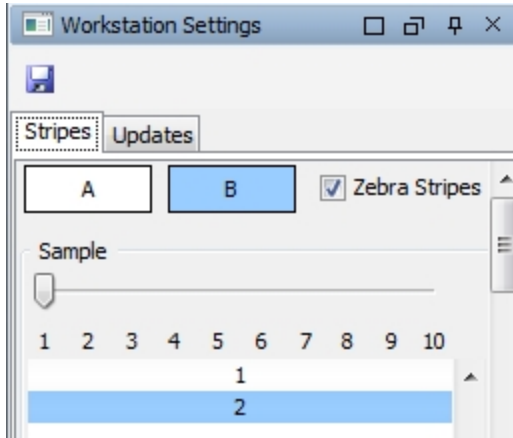 Workstation Settings
Stripes Updates
A B Zebra Stripes
Sample
1 2 3 4 5 6 7 8 9 10
1
2